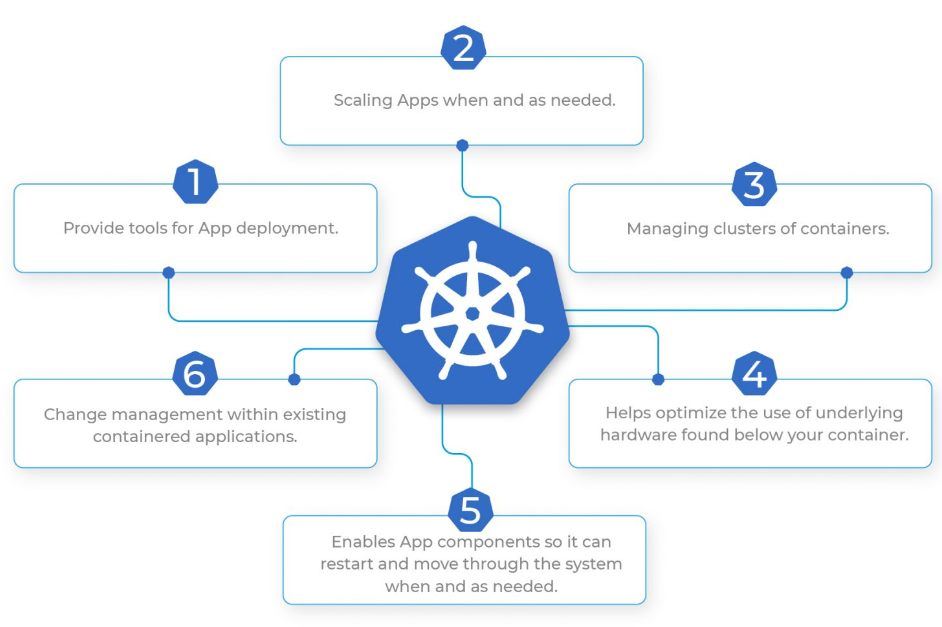 1
Provide tools for App deployment.
2
Scaling Apps when and as needed.
3
Managing clusters of containers.
4
Helps optimize the use of underlying
hardware found below your container.
5
Enables App components so it can
restart and move through the system
when and as needed.
6
Change management within existing
containered applications.